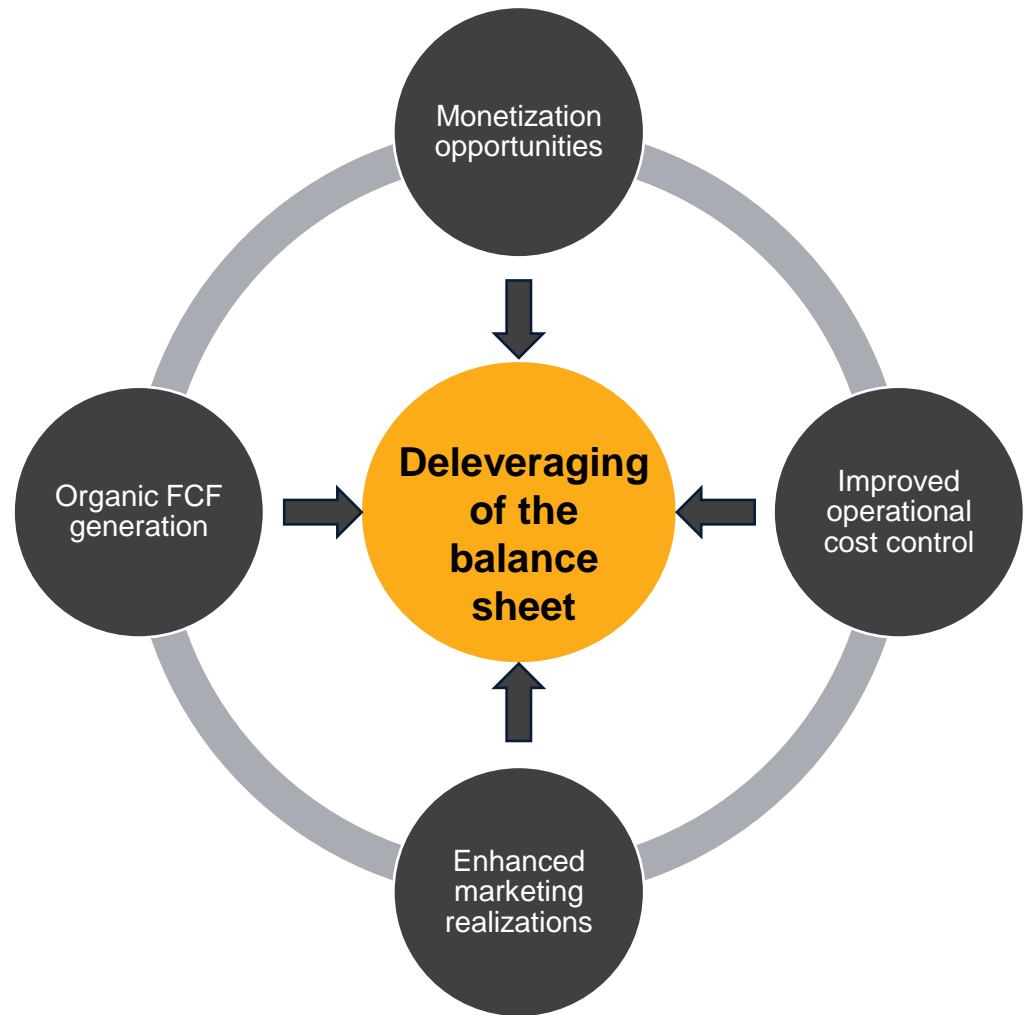 Monetization
opportunities
Organic FCF
generation
Deleveraging
of the
balance
sheet
Improved
operational
cost control
Enhanced
marketing
realizations